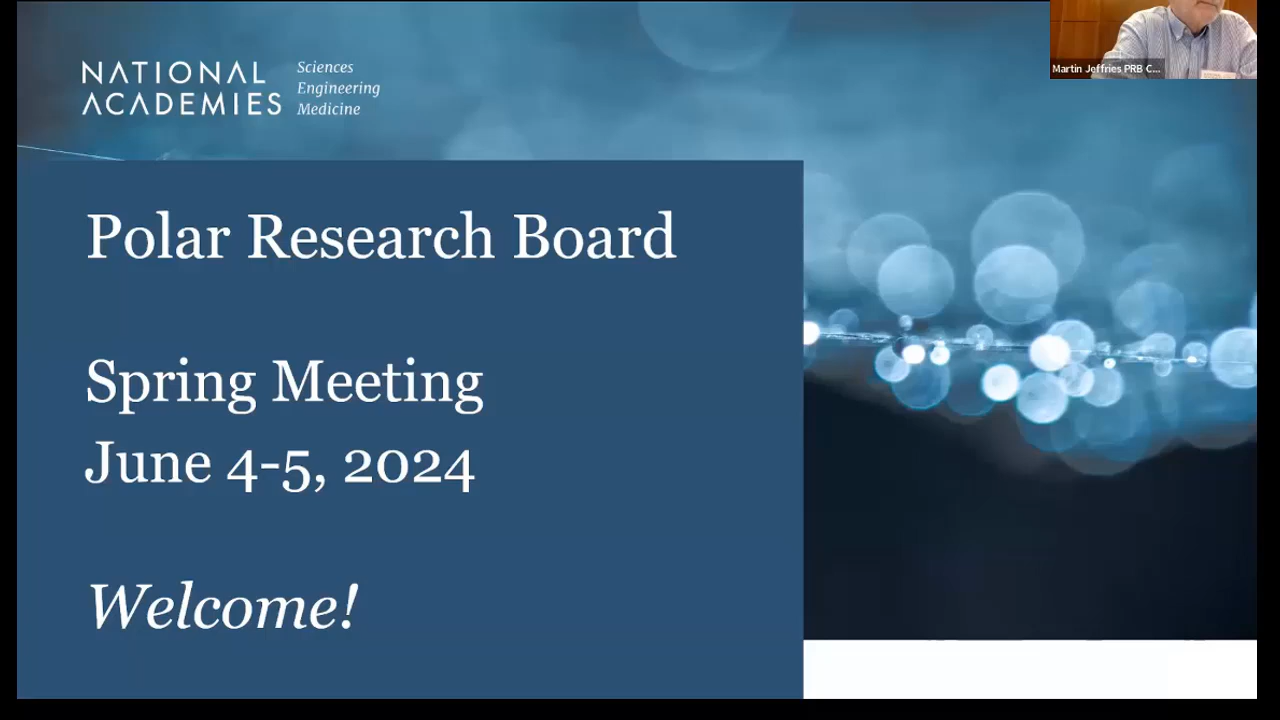 NATIONAL
ACADEMIES
Sciences
Engineering
Medicine
Martin Jeffries PRB C...
Polar Research Board
Spring Meeting
June 4-5, 2024
Welcome!